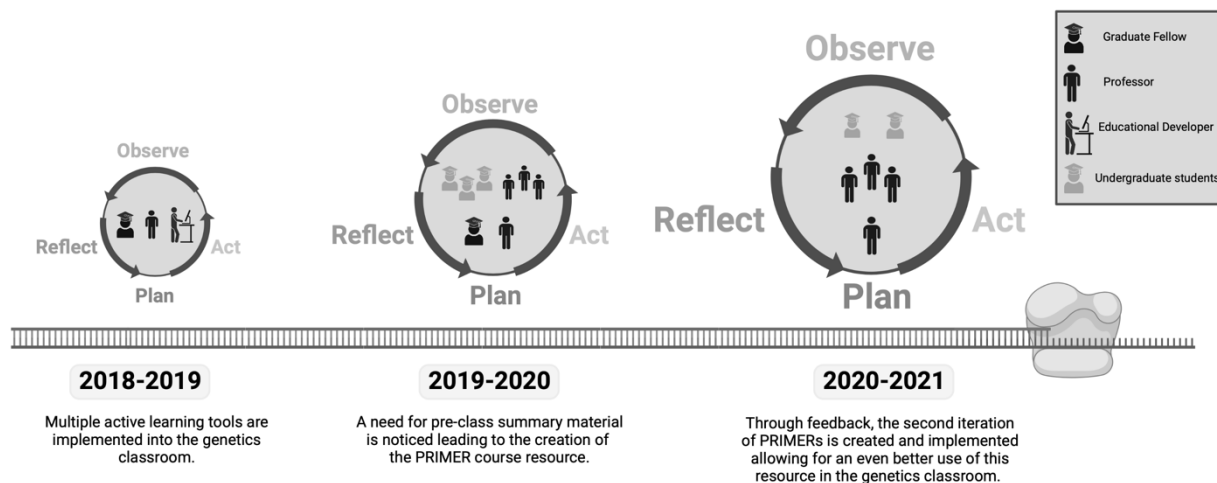 Observe
Reflect
Act
Plan
2018-2019
Multiple active learning tools are
implemented into the genetics
classroom.
Observe
Reflect
Act
Plan
2019-2020
A need for pre-class summary material
is noticed leading to the creation of
the PRIMER course resource.
Observe
Reflect
Act
Plan
2020-2021
Through feedback, the second iteration
of PRIMERs is created and implemented
allowing for an even better use of this
resource in the genetics classroom.
Graduate Fellow
Professor
Educational Developer
Undergraduate students